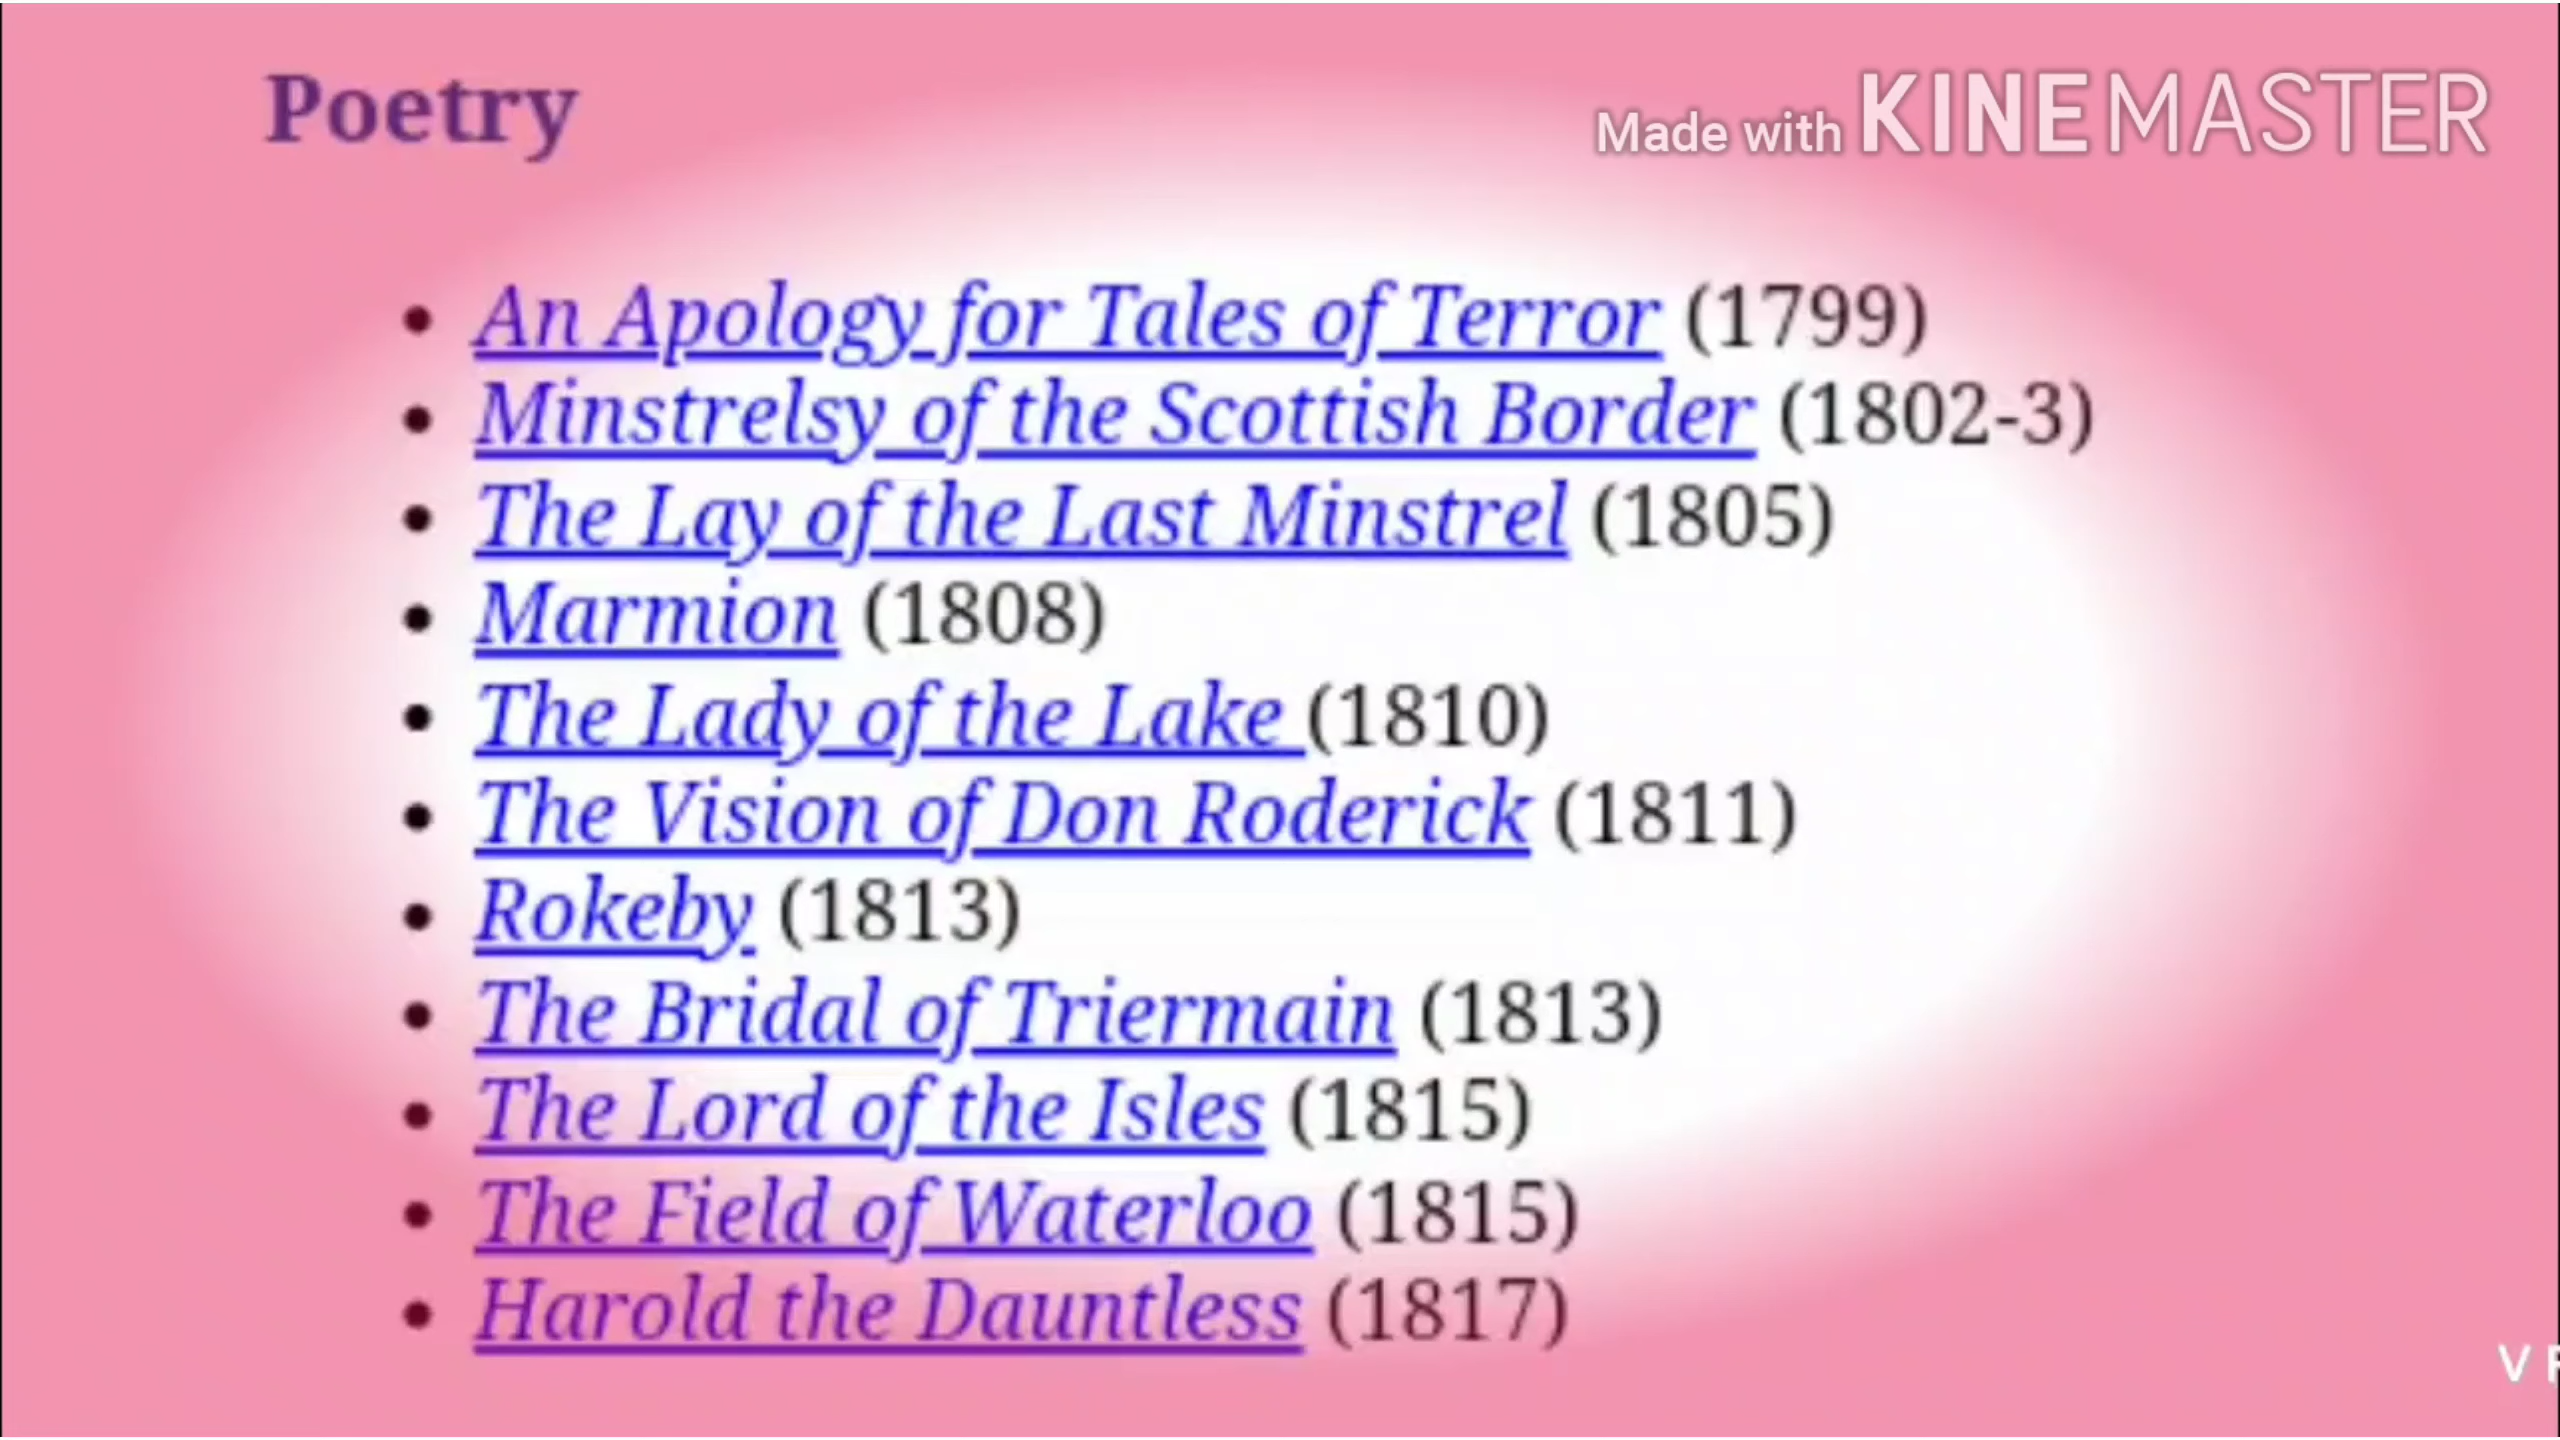 Poetry
Made with KINEMASTER
• An Apology for Tales of Terror (1799)
• Minstrelsy of the Scottish Border (1802-3)
• The Lay of the Last Minstrel (1805)
• Marmion (1808)
• The Lady of the Lake (1810)
• The Vision of Don Roderick (1811)
• Rokeby (1813)
• The Bridal of Triermain (1813)
• The Lord of the Isles (1815)
• The Field of Waterloo (1815)
• Harold the Dauntless (1817)
V